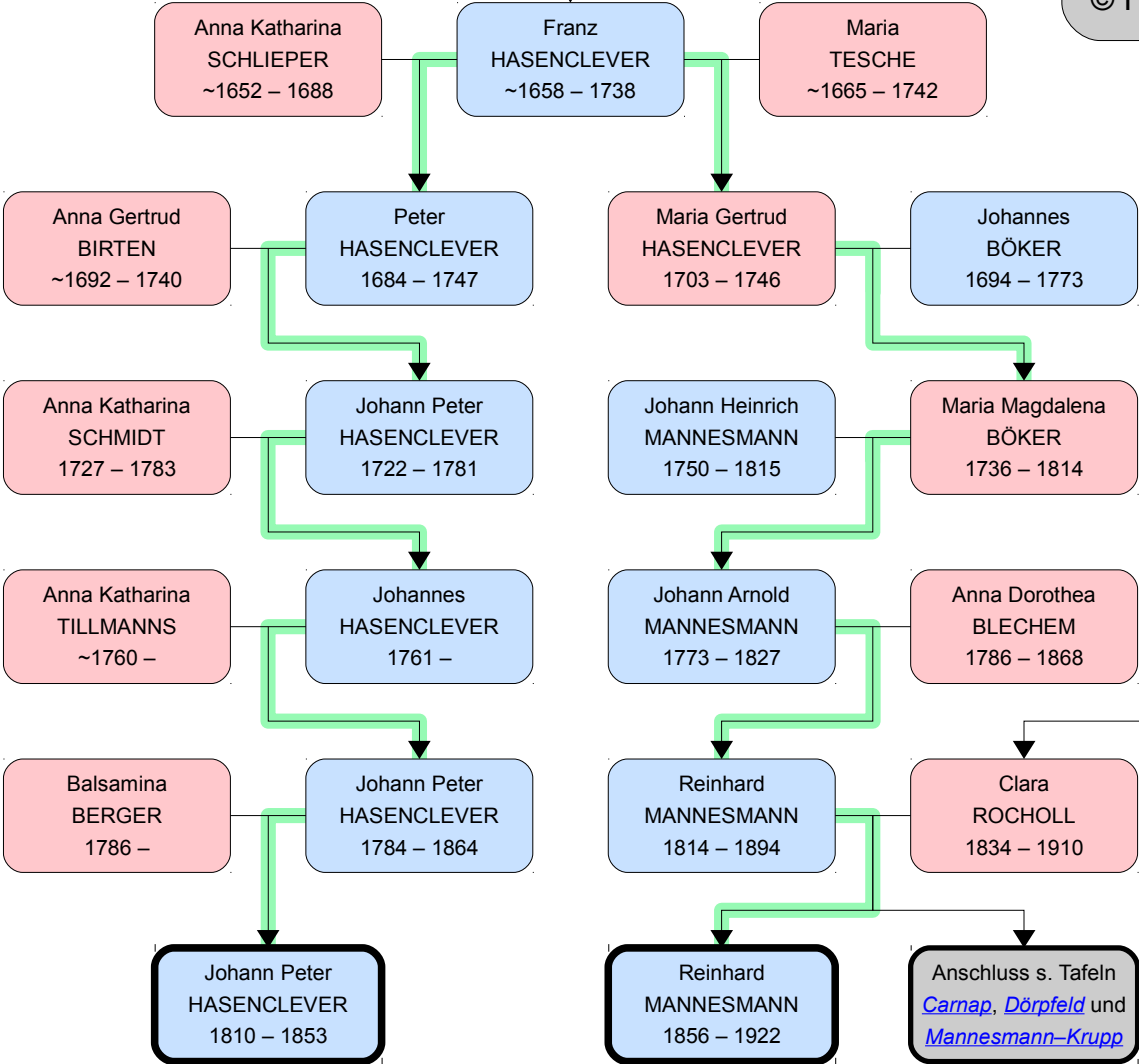 © I
Anna Katharina
SCHLIEPER
~1652 – 1688
Franz
HASENCLEVER
~1658 – 1738
Maria
TESCHE
~1665 – 1742
Anna Gertrud
BIRTEN
~1692 – 1740
Peter
HASENCLEVER
1684 – 1747
Maria Gertrud
HASENCLEVER
1703 – 1746
Johannes
BÖKER
1694 – 1773
Anna Katharina
SCHMIDT
1727 – 1783
Johann Peter
HASENCLEVER
1722 – 1781
Johann Heinrich
MANNESMANN
1750 – 1815
Maria Magdalena
BÖKER
1736 – 1814
Anna Katharina
TILLMANNS
~1760 –
Johannes
HASENCLEVER
1761 –
Johann Arnold
MANNESMANN
1773 – 1827
Anna Dorothea
BLECHEM
1786 – 1868
Balsamina
BERGER
1786 –
Johann Peter
HASENCLEVER
1784 – 1864
Reinhard
MANNESMANN
1814 – 1894
Clara
ROCHOLL
1834 – 1910
Johann Peter
HASENCLEVER
1810 – 1853
Reinhard
MANNESMANN
1856 – 1922
Anschluss s. Tafeln
Carnap, Dörpfeld und
Mannesmann–Krupp